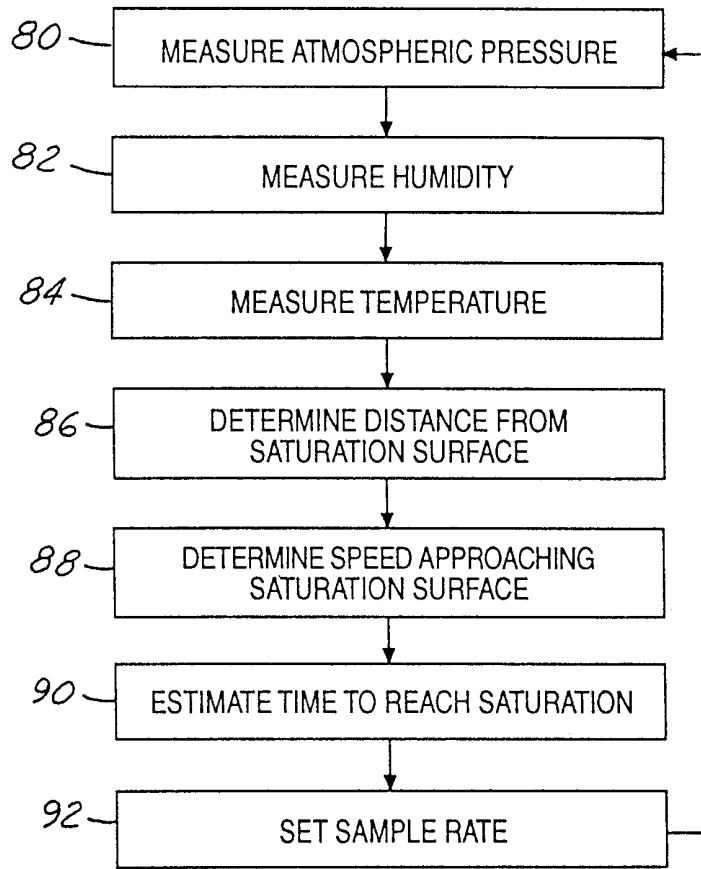 80
MEASURE ATMOSPHERIC PRESSURE
82
MEASURE HUMIDITY
84
MEASURE TEMPERATURE
86
DETERMINE DISTANCE FROM
SATURATION SURFACE
88
DETERMINE SPEED APPROACHING
SATURATION SURFACE
90
ESTIMATE TIME TO REACH SATURATION
92
SET SAMPLE RATE